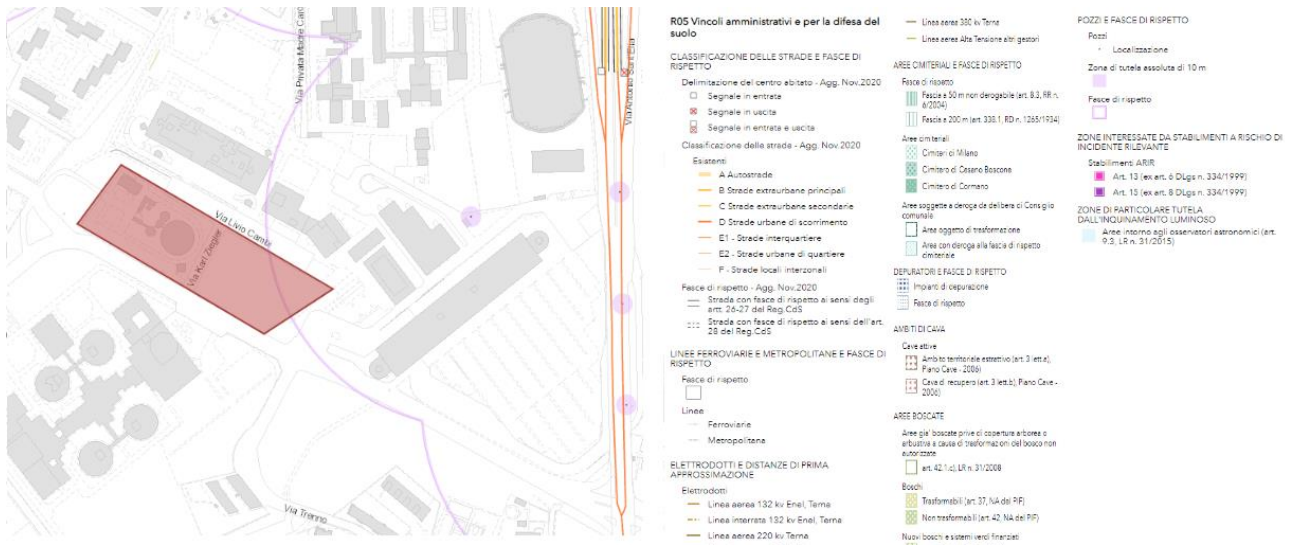 Via Privata Madre Cabrini
Via Antonio Sant'Elia
Via Livio Cambi
Via Karl Ziegler
Via Trenno
R05 Vincoli amministrativi e per la difesa del
suolo
CLASSIFICAZIONE DELLE STRADE E FASCE DI
RISPETTO
Delimitazione del centro abitato - Agg. Nov.2020
Segnale in entrata
Segnale in uscita
Segnale in entrata e uscita
Classificazione delle strade - Agg. Nov.2020
Esistenti
A Autostrade
B Strade extraurbane principali
C Strade extraurbane secondarie
D Strade urbane di scorrimento
E1 - Strade interquartiere
E2 - Strade urbane di quartiere
F - Strade locali interzonali
Fasce di rispetto - Agg. Nov.2020
Strada con fasce di rispetto ai sensi degli
artt. 26-27 del Reg.CdS
Strada con fasce di rispetto ai sensi dell'art.
28 del Reg.CdS
LINEE FERROVIARIE E METROPOLITANE E FASCE DI
RISPETTO
Fasce di rispetto
Linee
Ferroviarie
Metropolitana
ELETTRODOTTI E DISTANZE DI PRIMA
APPROSSIMAZIONE
Elettrodotti
Linea aerea 132 kv Enel, Terna
Linea interrata 132 kv Enel, Terna
Linea aerea 220 kv Terna
Linea aerea 380 kv Terna
Linea aerea Alta Tensione altri gestori
AREE CIMITERIALI E FASCE DI RISPETTO
Fasce di rispetto
Fascia a 50 m non derogabile (art. 8.3, RR n.
6/2004)
Fascia a 200 m (art. 338.1, RD n. 1265/1934)
Aree cimiteriali
Cimiteri di Milano
Cimitero di Cesano Boscone
Cimitero di Cormano
Aree soggette a deroga da delibera di Consiglio
comunale
Aree oggetto di trasformazione
Area con deroga alla fascia di rispetto
cimiteriale
DEPURATORI E FASCE DI RISPETTO
Impianti di depurazione
Fasce di rispetto
AMBITI DI CAVA
Cave attive
Ambito territoriale estrattivo (art. 3 lett.a),
Piano Cave - 2006)
Cava di recupero (art. 3 lett.b), Piano Cave -
2006)
AREE BOSCATE
Aree gia' boscate prive di copertura arborea o
arbustiva a causa di trasformazioni del bosco non
autorizzate
art. 42.1.c), LR n. 31/2008
Boschi
Trasformabili (art. 37, NA del PIF)
Non trasformabili (art. 42, NA del PIF)
Nuovi boschi e sistemi verdi finanziati
POZZI E FASCE DI RISPETTO
Pozzi
Localizzazione
Zona di tutela assoluta di 10 m
Fasce di rispetto
ZONE INTERESSATE DA STABILIMENTI A RISCHIO DI
INCIDENTE RILEVANTE
Stabilimenti ARIR
Art. 13 (ex art. 6 DLgs n. 334/1999)
Art. 15 (ex art. 8 DLgs n. 334/1999)
ZONE DI PARTICOLARE TUTELA
DALL'INQUINAMENTO LUMINOSO
Aree intorno agli osservatori astronomici (art.
9.3, LR n. 31/2015)